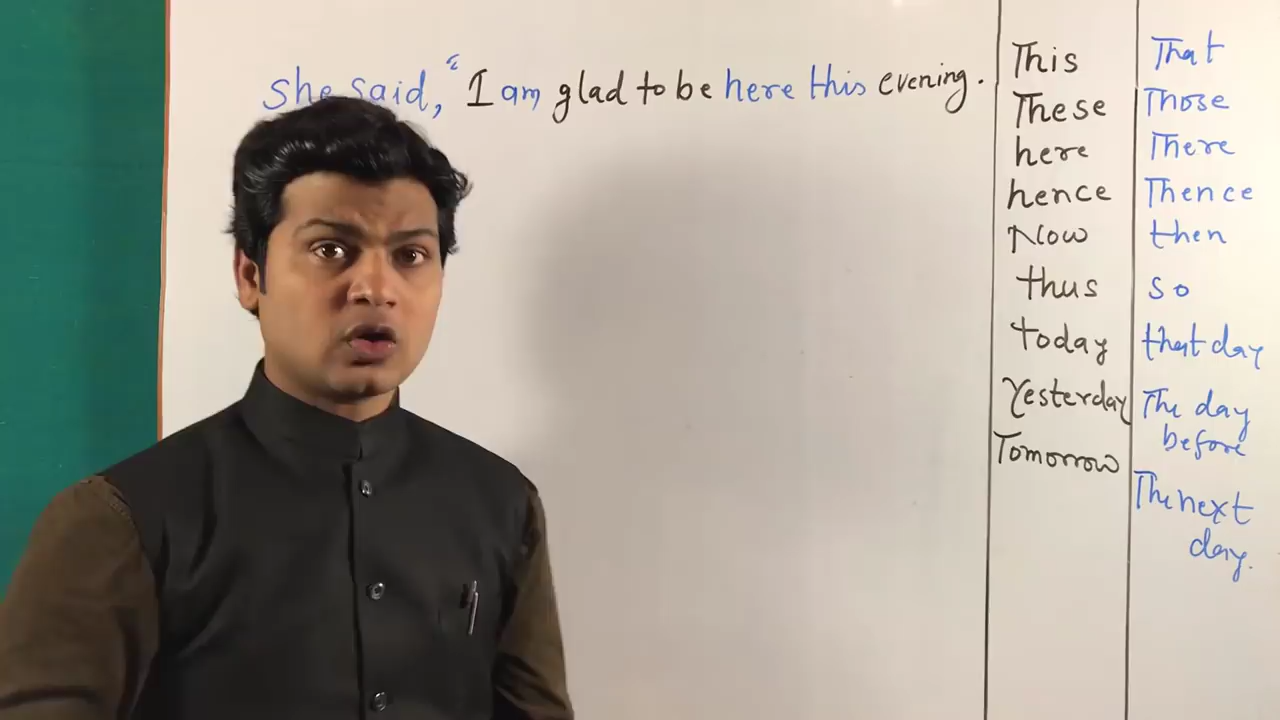 She said, “I am glad to be here this evening.
This That
These Those
here There
hence Thence
Now then
thus so
today that day
Yesterday The day
before
Tomorrow
The next
day.